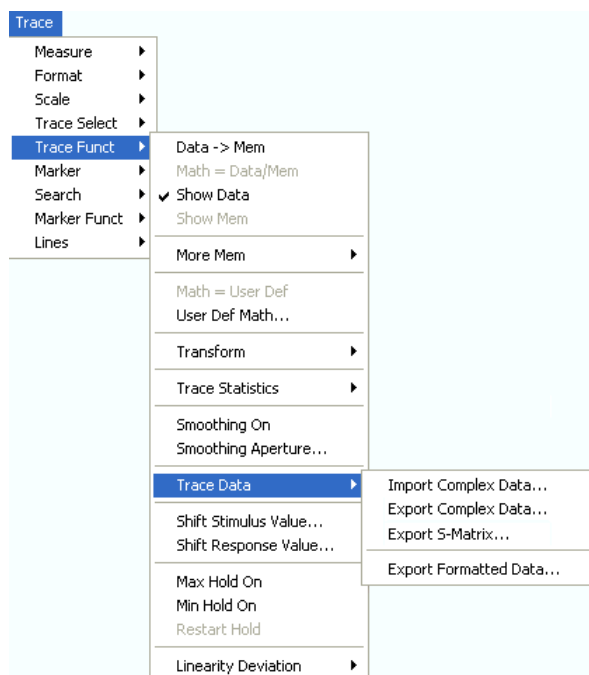 Trace
Measure
Format
Scale
Trace Select
Trace Funct
Marker
Search
Marker Funct
Lines
Data -> Mem
Math = Data/Mem
Show Data
Show Mem
More Mem
Math = User Def
User Def Math...
Transform
Trace Statistics
Smoothing On
Smoothing Aperture...
Trace Data
Shift Stimulus Value...
Shift Response Value...
Max Hold On
Min Hold On
Restart Hold
Linearity Deviation
Import Complex Data...
Export Complex Data...
Export S-Matrix...
Export Formatted Data...